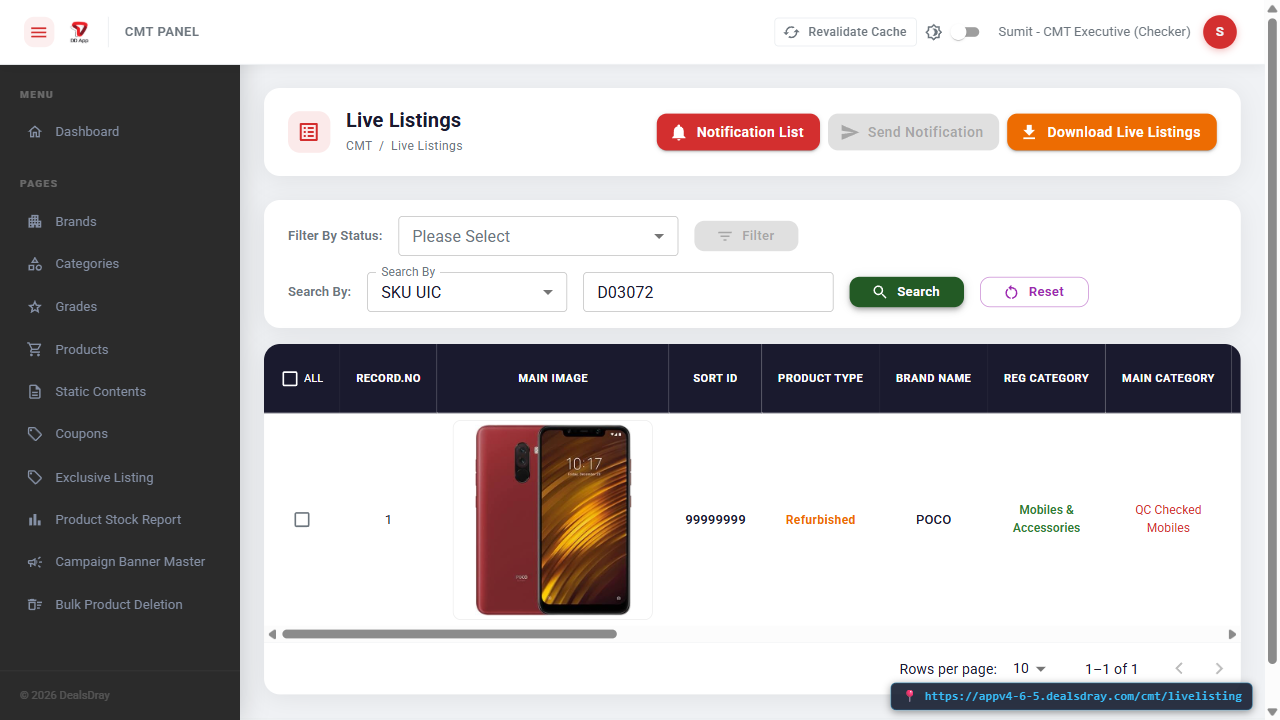 DD App
CMT PANEL
Revalidate Cache
Sumit - CMT Executive (Checker)
S
MENU
Dashboard
PAGES
Brands
Categories
Grades
Products
Static Contents
Coupons
Exclusive Listing
Product Stock Report
Campaign Banner Master
Bulk Product Deletion
© 2026 DealsDray
Live Listings
CMT / Live Listings
Notification List
Send Notification
Download Live Listings
Filter By Status:
Please Select
Filter
Search By:
Search By
SKU UIC
D03072
Search
Reset
ALL
RECORD.NO
MAIN IMAGE
SORT ID
PRODUCT TYPE
BRAND NAME
REG CATEGORY
MAIN CATEGORY
1
10:17
POCO
99999999
Refurbished
POCO
Mobiles &
Accessories
QC Checked
Mobiles
Rows per page:
10
1–1 of 1
https://appv4-6-5.dealsdray.com/cmt/livelisting